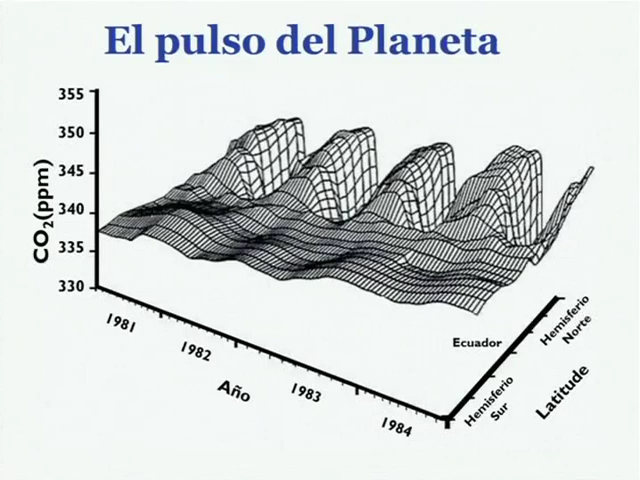 El pulso del Planeta
355
350
345
340
335
330
CO₂(ppm)
1981
1982
1983
1984
Año
Ecuador
Hemisferio
Norte
Hemisferio
Sur
Latitude